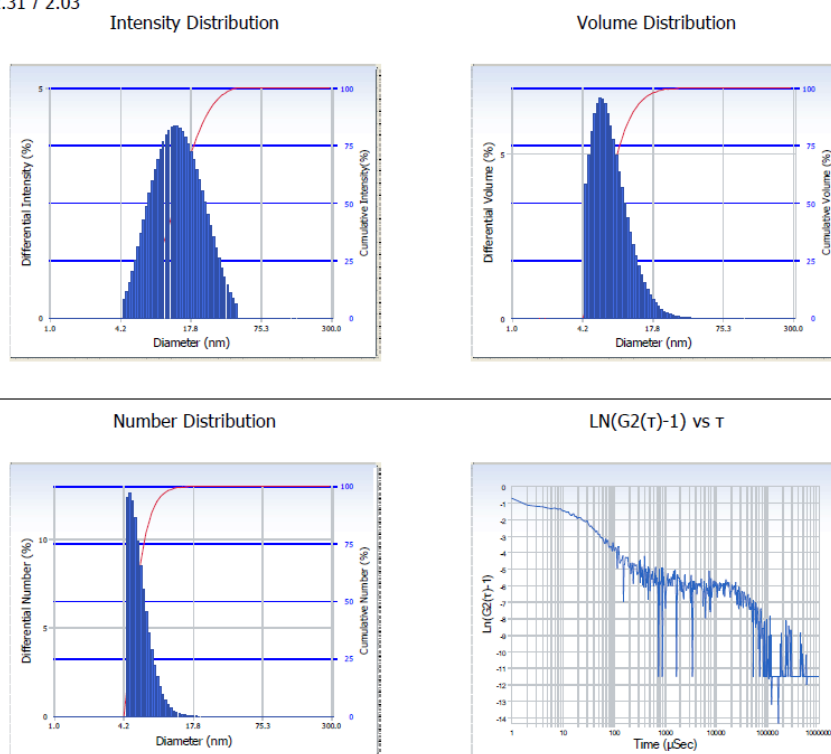 .31 / 2.03
Intensity Distribution
Volume Distribution
5
0
Differential Intensity (%)
100
75
50
25
0
Cumulative Intensity(%)
1.0 4.2 17.8 75.3 300.0
Diameter (nm)
5
0
Differential Volume (%)
100
75
50
25
0
Cumulative Volume (%)
1.0 4.2 17.8 75.3 300.0
Diameter (nm)
Number Distribution
LN(G2(τ)-1) vs τ
10
5
0
Differential Number (%)
100
75
50
25
0
Cumulative Number (%)
1.0 4.2 17.8 75.3 300.0
Diameter (nm)
0
-1
-2
-3
-4
-5
-6
-7
-8
-9
-10
-11
-12
-13
-14
Ln(G2(τ)-1)
1 10 100 1000 10000 100000 1000000
Time (μSec)